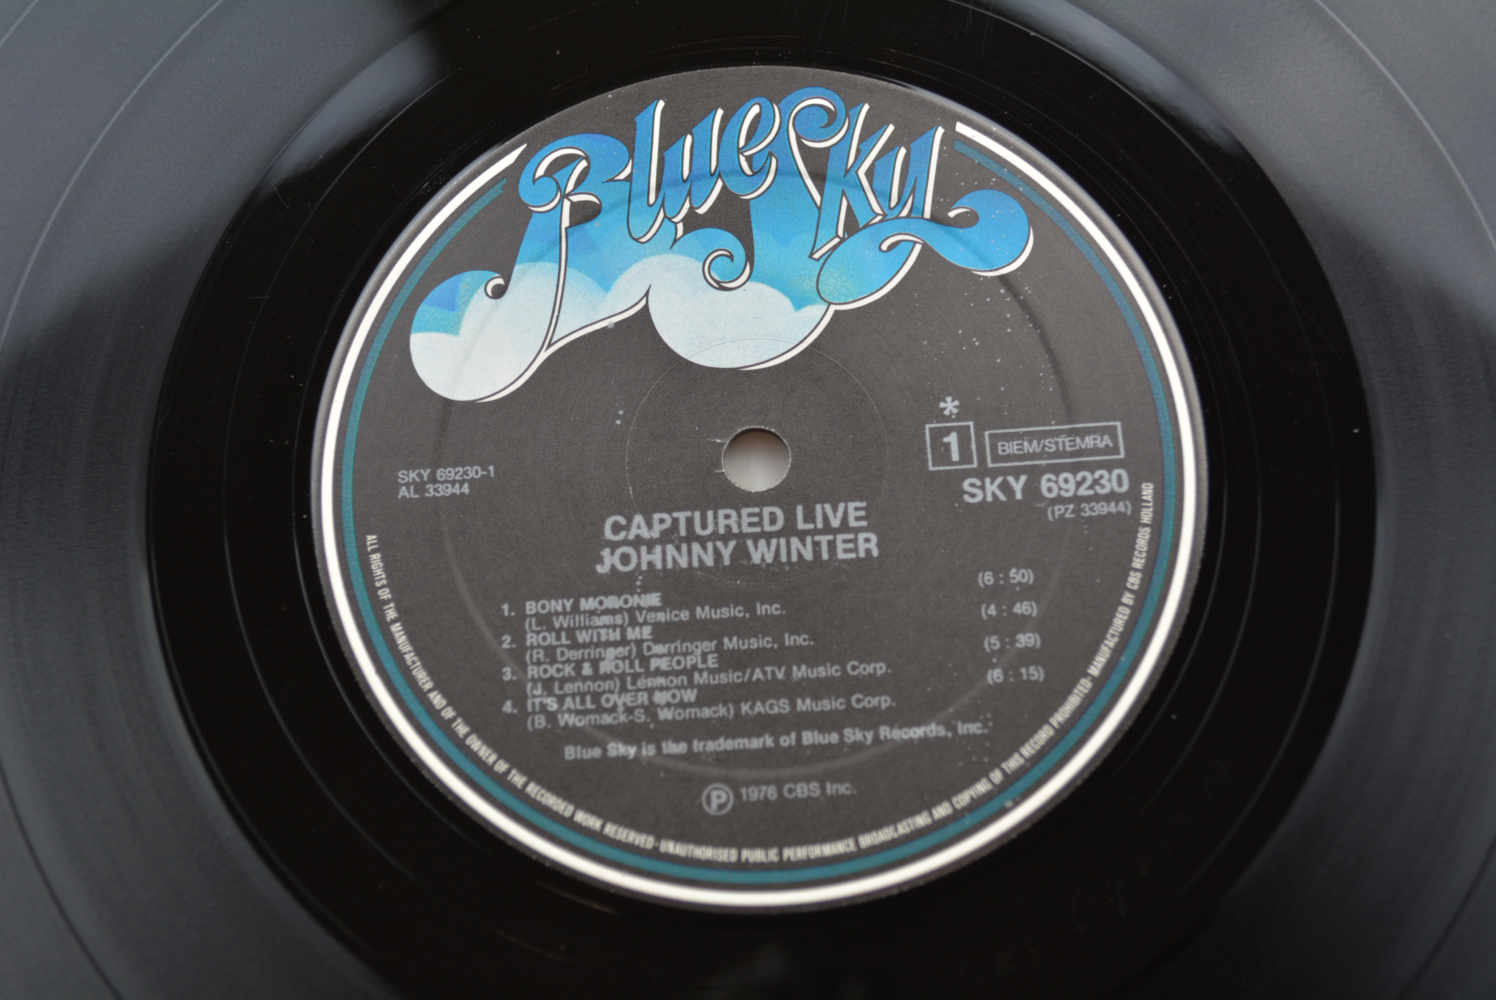 Blue Sky
*
1
BIEM/STEMRA
SKY 69230-1
AL 33944
SKY 69230
(PZ 33944)
CAPTURED LIVE
JOHNNY WINTER
1. BONY MORONIE (6 : 50)
(L. Williams) Venice Music, Inc.
2. ROLL WITH ME (4 : 46)
(R. Derringer) Derringer Music, Inc.
3. ROCK & ROLL PEOPLE (5 : 39)
(J. Lennon) Lennon Music/ATV Music Corp.
4. IT'S ALL OVER NOW (6 : 15)
(B. Womack-S. Womack) KAGS Music Corp.
Blue Sky is the trademark of Blue Sky Records, Inc.
Ⓟ 1976 CBS Inc.
ALL RIGHTS OF THE MANUFACTURER AND OF THE OWNER OF THE RECORDED WORK RESERVED · UNAUTHORISED PUBLIC PERFORMANCE BROADCASTING AND COPYING OF THIS RECORD PROHIBITED · MANUFACTURED BY CBS RECORDS HOLLAND